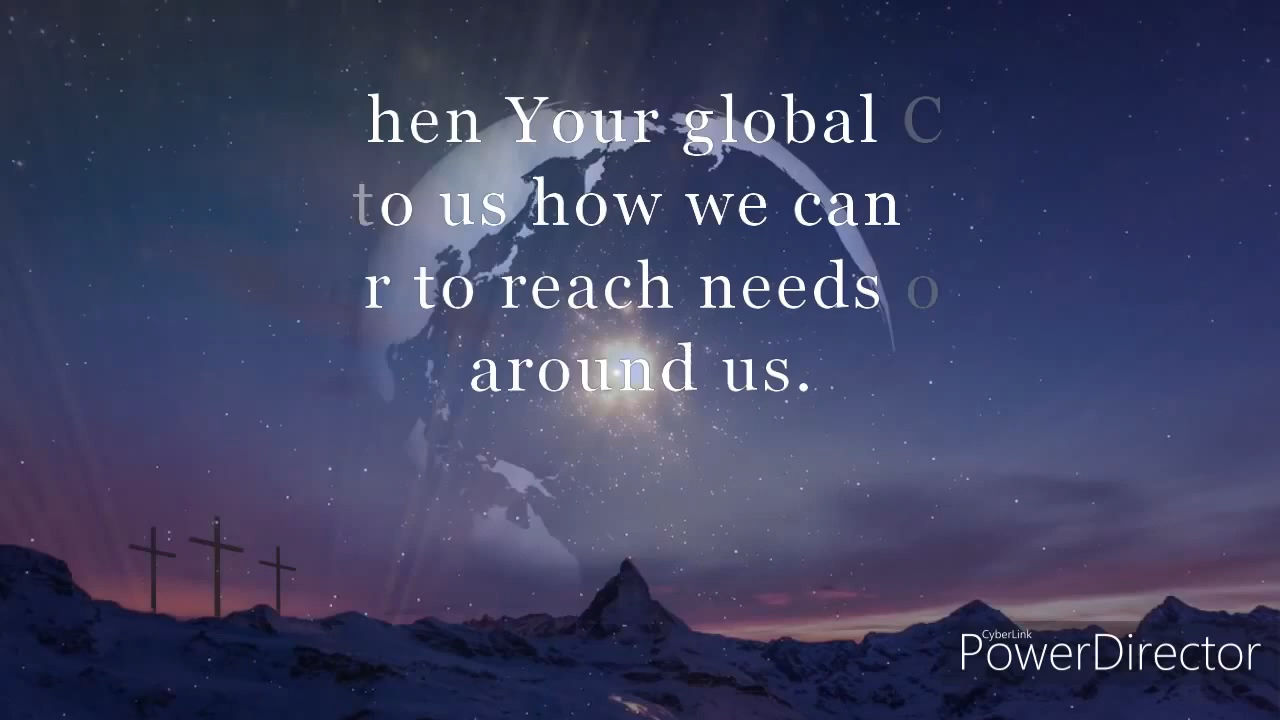 hen Your global C
to us how we can
r to reach needs o
around us.
CyberLink
PowerDirector